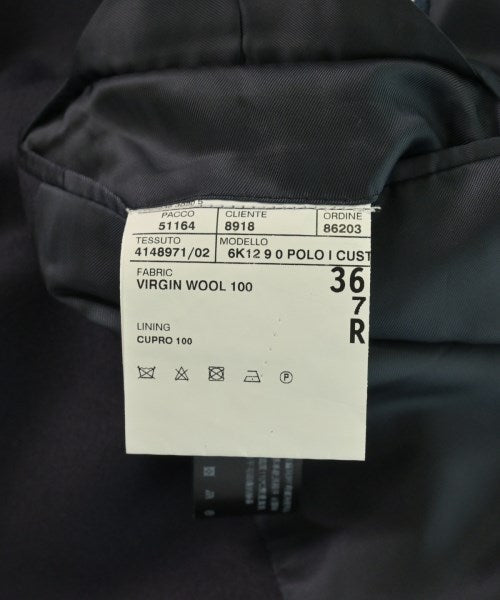 PACCO CLIENTE ORDINE
51164 8918 86203
TESSUTO MODELLO
4148971/02 6K12 9 0 POLO I CUST
FABRIC 36
VIRGIN WOOL 100 7
LINING R
CUPRO 100
P